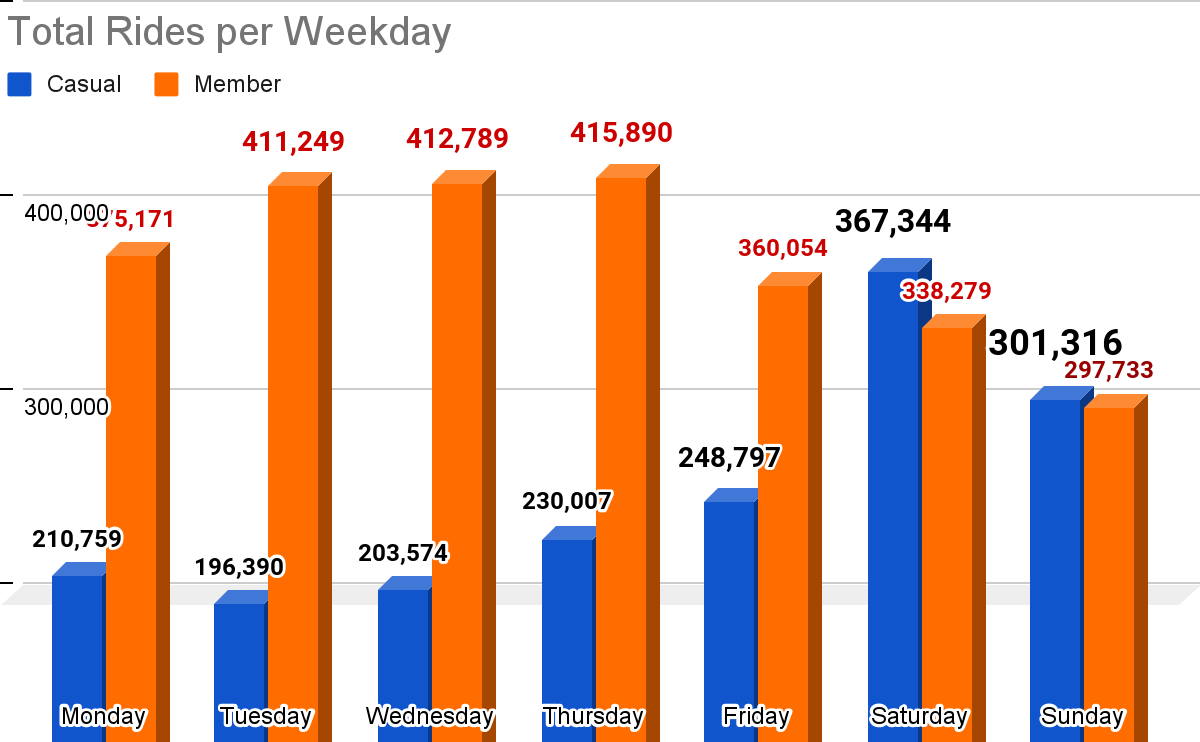 Total Rides per Weekday
Casual
Member
411,249
412,789
415,890
400,000
367,344
360,054
338,279
301,316
297,733
300,000
248,797
230,007
210,759
196,390
203,574
Monday
Tuesday
Wednesday
Thursday
Friday
Saturday
Sunday